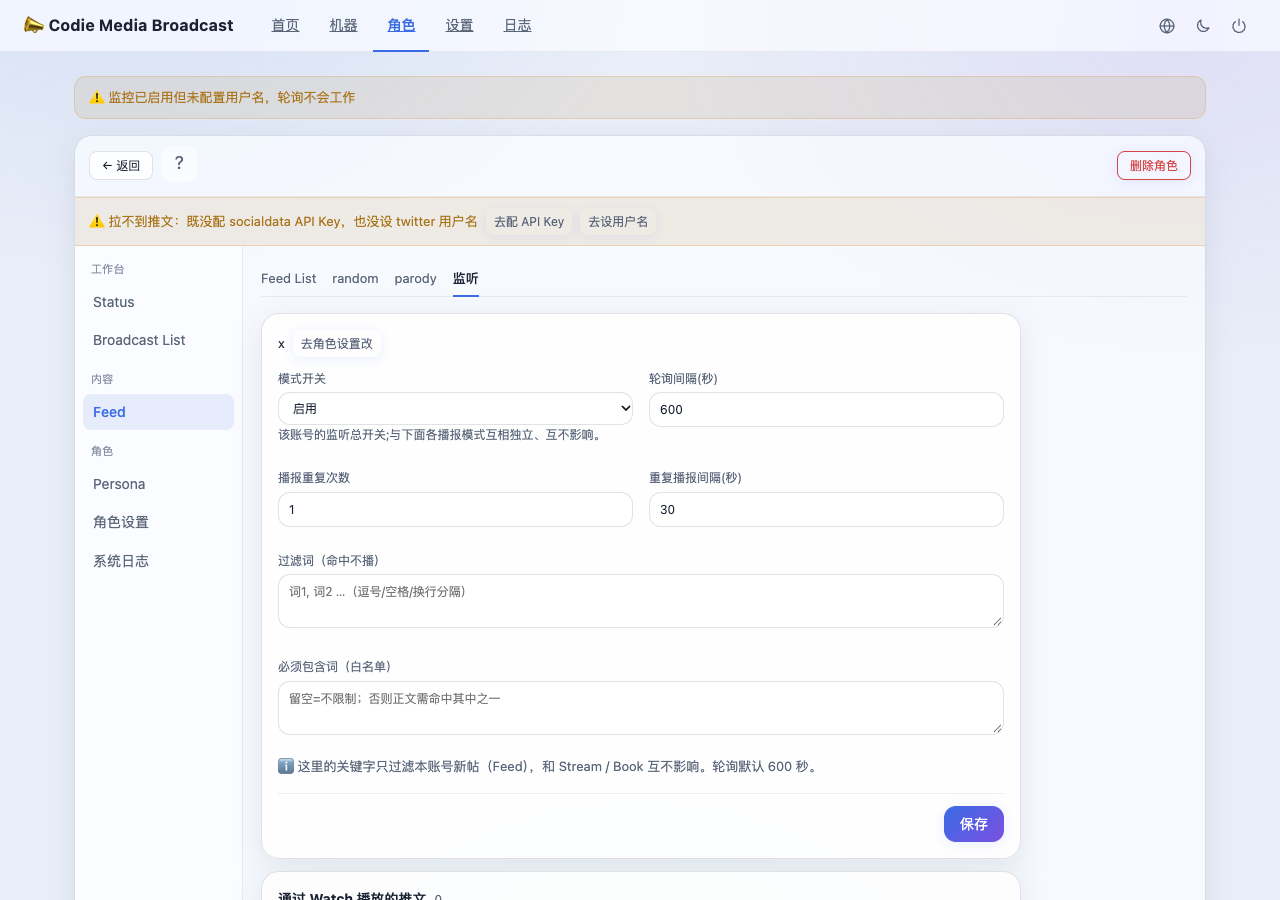 Codie Media Broadcast 首页 机器 角色 设置 日志
监控已启用但未配置用户名，轮询不会工作
← 返回 ? 删除角色
拉不到推文：既没配 socialdata API Key，也没设 twitter 用户名 去配 API Key 去设用户名
工作台
Status
Broadcast List
内容
Feed
角色
Persona
角色设置
系统日志
Feed List random parody 监听
x 去角色设置改
模式开关 轮询间隔(秒)
启用 600
该账号的监听总开关;与下面各播报模式互相独立、互不影响。
播报重复次数 重复播报间隔(秒)
1 30
过滤词（命中不播）
词1, 词2 ...（逗号/空格/换行分隔）
必须包含词（白名单）
留空=不限制；否则正文需命中其中之一
这里的关键字只过滤本账号新帖（Feed），和 Stream / Book 互不影响。轮询默认 600 秒。
保存
通过 Watch 播放的推文 0